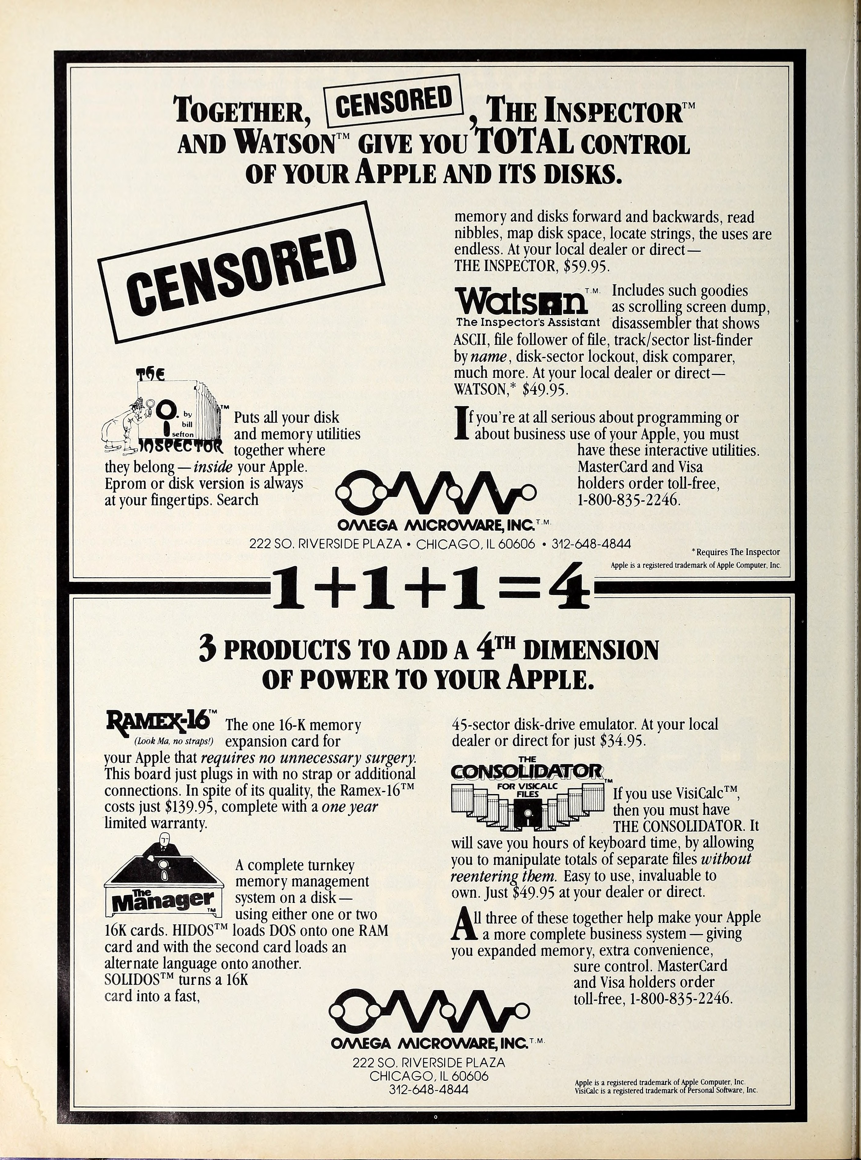 TOGETHER, CENSORED, THE INSPECTOR™
AND WATSON™ GIVE YOU TOTAL CONTROL
OF YOUR APPLE AND ITS DISKS.
CENSORED
THE
INSPECTOR™
by
bill
sefton
Puts all your disk
and memory utilities
together where
they belong — inside your Apple.
Eprom or disk version is always
at your fingertips. Search
memory and disks forward and backwards, read
nibbles, map disk space, locate strings, the uses are
endless. At your local dealer or direct—
THE INSPECTOR, $59.95.
Watson T.M.
The Inspector's Assistant
Includes such goodies
as scrolling screen dump,
disassembler that shows
ASCII, file follower of file, track/sector list-finder
by name, disk-sector lockout, disk comparer,
much more. At your local dealer or direct—
WATSON,* $49.95.
If you're at all serious about programming or
about business use of your Apple, you must
have these interactive utilities.
MasterCard and Visa
holders order toll-free,
1-800-835-2246.
OMEGA MICROWARE, INC. T.M.
222 SO. RIVERSIDE PLAZA • CHICAGO, IL 60606 • 312-648-4844
*Requires The Inspector
Apple is a registered trademark of Apple Computer, Inc.
1+1+1=4
3 PRODUCTS TO ADD A 4TH DIMENSION
OF POWER TO YOUR APPLE.
RAMEX-16™
(Look Ma, no straps!)
The one 16-K memory
expansion card for
your Apple that requires no unnecessary surgery.
This board just plugs in with no strap or additional
connections. In spite of its quality, the Ramex-16™
costs just $139.95, complete with a one year
limited warranty.
The
Manager™
A complete turnkey
memory management
system on a disk—
using either one or two
16K cards. HIDOS™ loads DOS onto one RAM
card and with the second card loads an
alternate language onto another.
SOLIDOS™ turns a 16K
card into a fast,
45-sector disk-drive emulator. At your local
dealer or direct for just $34.95.
THE
CONSOLIDATOR™
FOR VISICALC
FILES
If you use VisiCalc™,
then you must have
THE CONSOLIDATOR. It
will save you hours of keyboard time, by allowing
you to manipulate totals of separate files without
reentering them. Easy to use, invaluable to
own. Just $49.95 at your dealer or direct.
All three of these together help make your Apple
a more complete business system — giving
you expanded memory, extra convenience,
sure control. MasterCard
and Visa holders order
toll-free, 1-800-835-2246.
OMEGA MICROWARE, INC. T.M.
222 SO. RIVERSIDE PLAZA
CHICAGO, IL 60606
312-648-4844
Apple is a registered trademark of Apple Computer, Inc.
VisiCalc is a registered trademark of Personal Software, Inc.